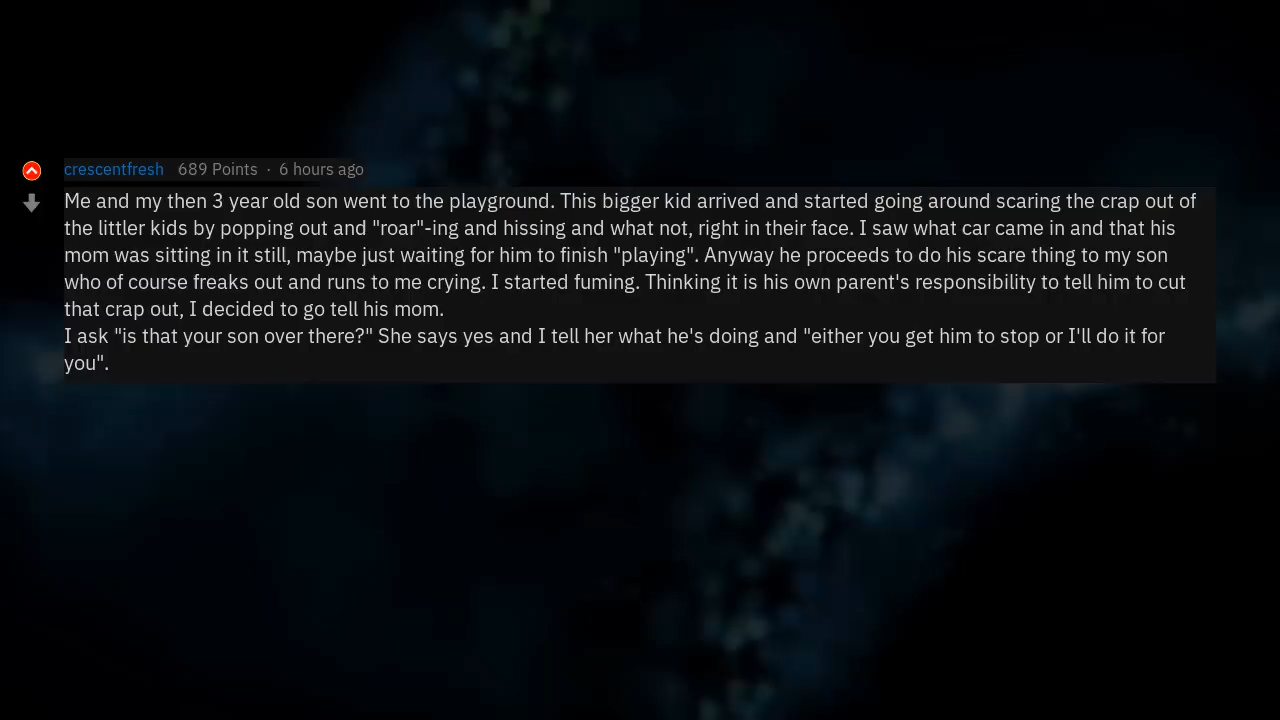 crescentfresh 689 Points · 6 hours ago
Me and my then 3 year old son went to the playground. This bigger kid arrived and started going around scaring the crap out of
the littler kids by popping out and "roar"-ing and hissing and what not, right in their face. I saw what car came in and that his
mom was sitting in it still, maybe just waiting for him to finish "playing". Anyway he proceeds to do his scare thing to my son
who of course freaks out and runs to me crying. I started fuming. Thinking it is his own parent's responsibility to tell him to cut
that crap out, I decided to go tell his mom.
I ask "is that your son over there?" She says yes and I tell her what he's doing and "either you get him to stop or I'll do it for
you".